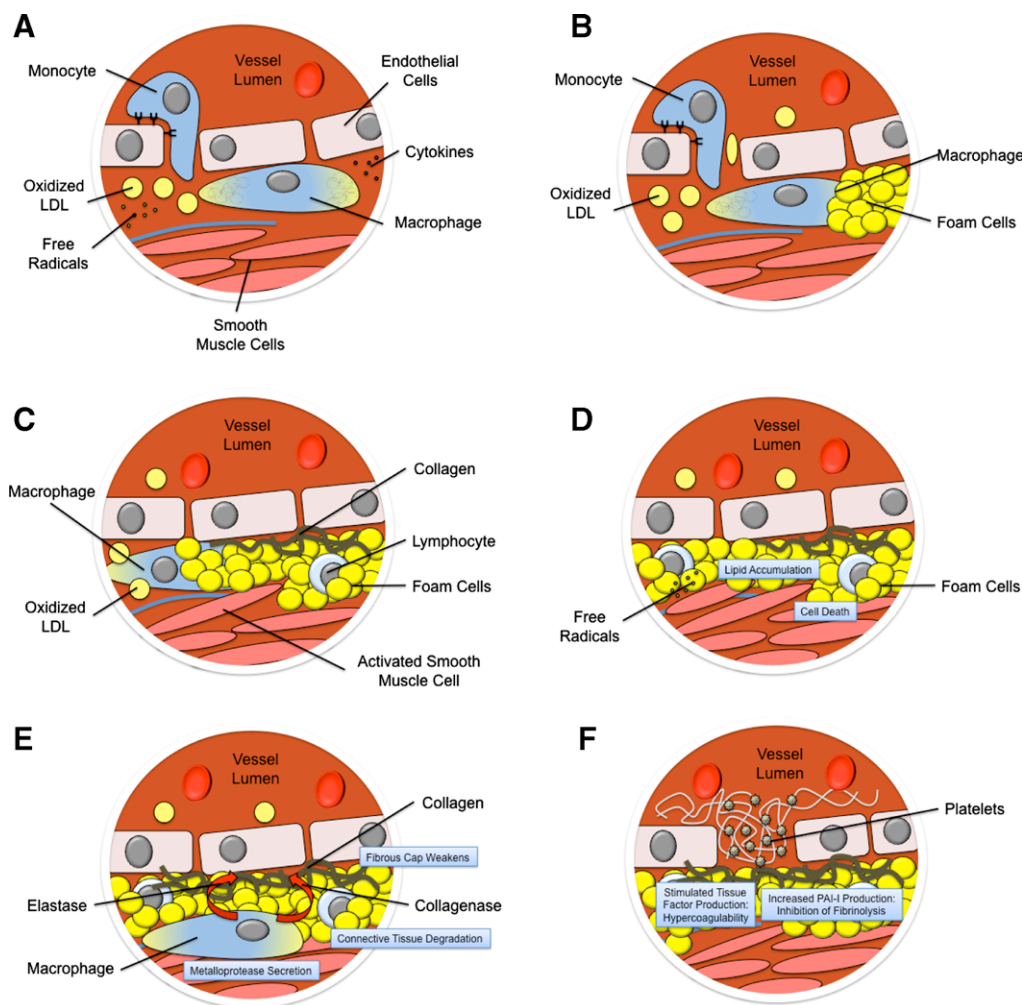 A
Vessel
Lumen
Monocyte
Endothelial
Cells
Cytokines
Oxidized
LDL
Macrophage
Free
Radicals
Smooth
Muscle Cells
B
Vessel
Lumen
Monocyte
Macrophage
Oxidized
LDL
Foam Cells
C
Vessel
Lumen
Collagen
Macrophage
Lymphocyte
Foam Cells
Oxidized
LDL
Activated Smooth
Muscle Cell
D
Vessel
Lumen
Lipid Accumulation
Foam Cells
Cell Death
Free
Radicals
E
Vessel
Lumen
Collagen
Fibrous Cap Weakens
Elastase
Collagenase
Connective Tissue Degradation
Macrophage
Metalloprotease Secretion
F
Vessel
Lumen
Platelets
Stimulated Tissue
Factor Production:
Hypercoagulability
Increased PAI-I Production:
Inhibition of Fibrinolysis